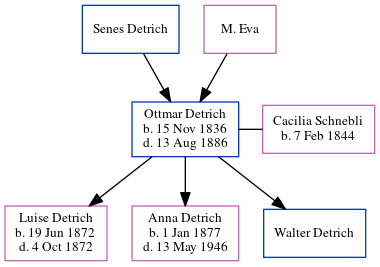 Senes Detrich
M. Eva
Ottmar Detrich
b. 15 Nov 1836
d. 13 Aug 1886
Cacilia Schnebli
b. 7 Feb 1844
Luise Detrich
b. 19 Jun 1872
d. 4 Oct 1872
Anna Detrich
b. 1 Jan 1877
d. 13 May 1946
Walter Detrich